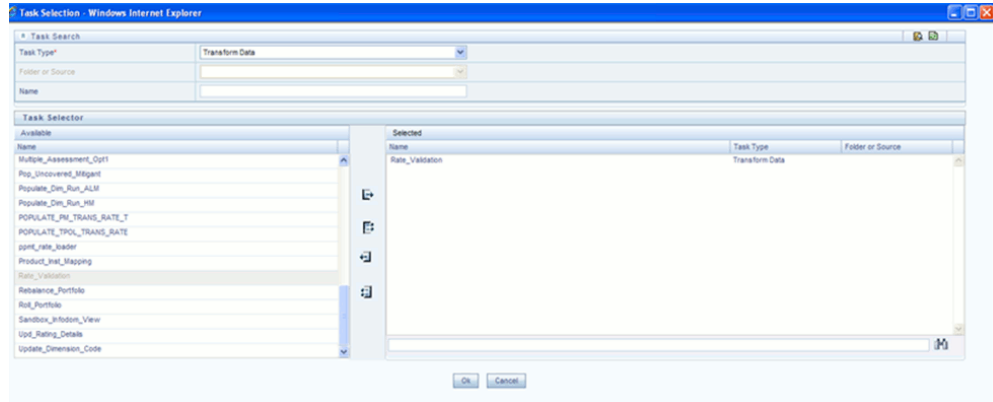 Task Selection - Windows Internet Explorer
Task Search
Task Type* Transform Data
Folder or Source
Name
Task Selector
Available Selected
Name Name Task Type Folder or Source
Multiple_Assessment_Opt1 Rate_Validation Transform Data
Pop_Uncovered_Mitigant
Populate_Dim_Run_ALM
Populate_Dim_Run_HM
POPULATE_PM_TRANS_RATE_T
POPULATE_TPOL_TRANS_RATE
ppmt_rate_loader
Product_Inst_Mapping
Rate_Validation
Rebalance_Portfolio
Roll_Portfolio
Sandbox_Infodom_View
Upd_Rating_Details
Update_Dimension_Code
Ok Cancel